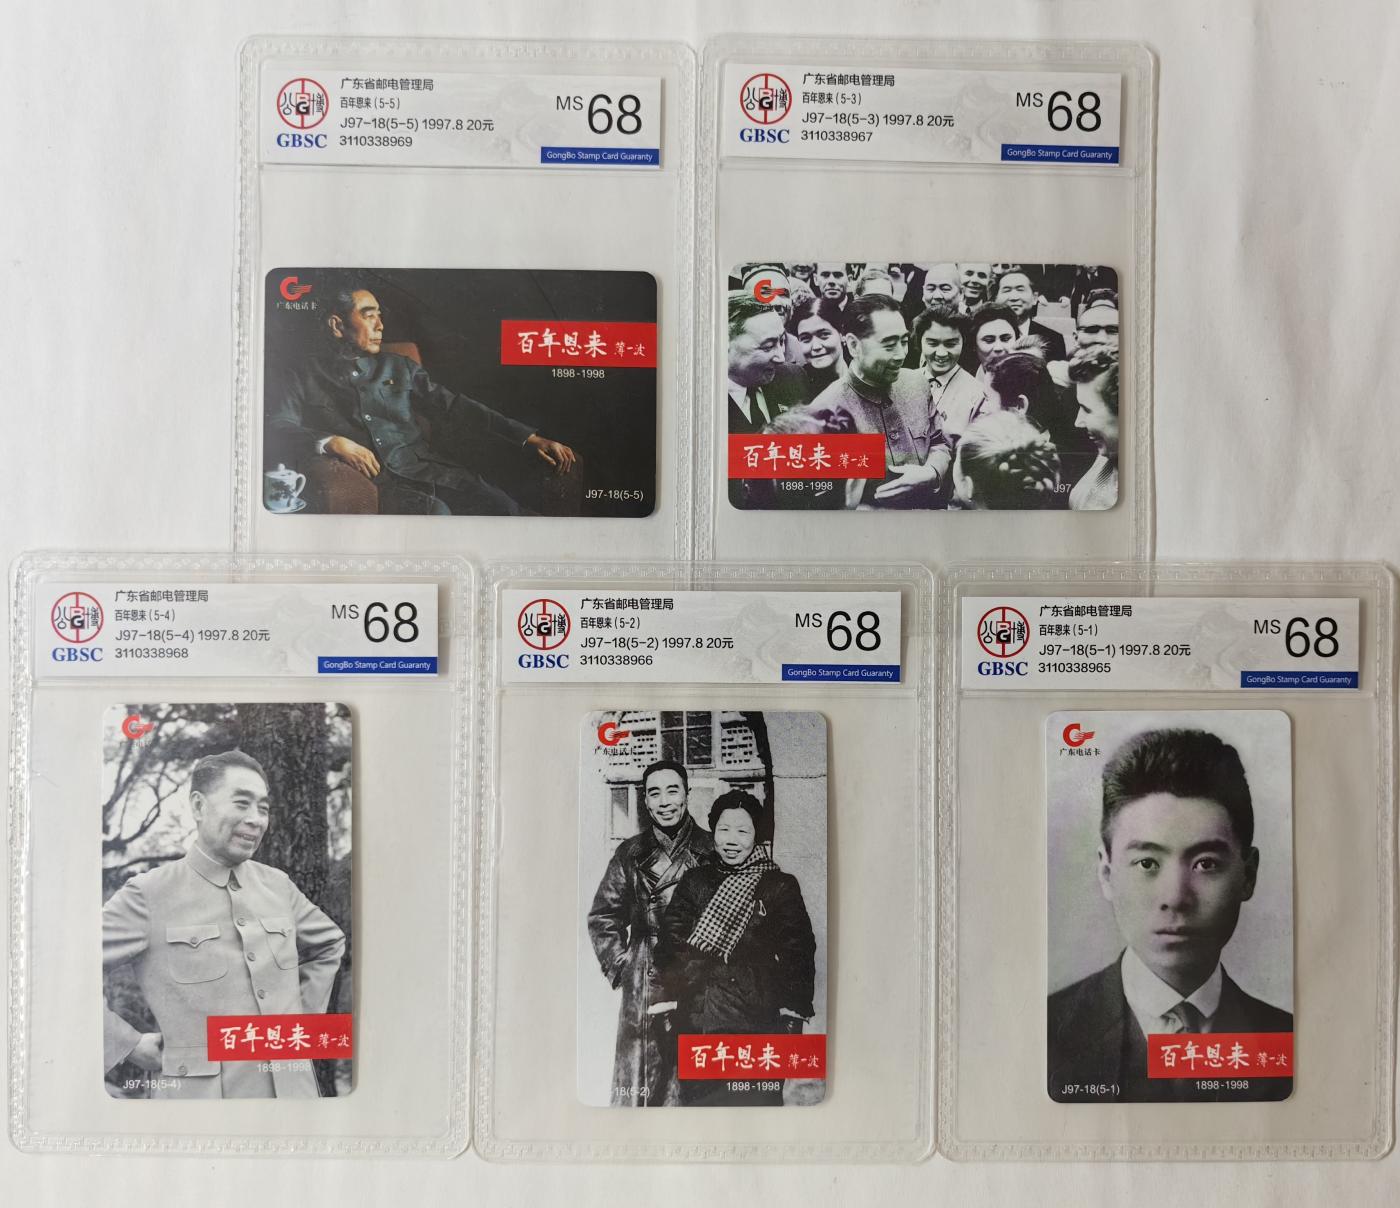 广东省邮电管理局
百年恩来(5-5)
J97-18(5-5) 1997.8 20元
3110338969
GBSC
MS 68
GongBo Stamp Card Guaranty
广东电话卡
百年恩来 薄一波
1898-1998
J97-18(5-5)
广东省邮电管理局
百年恩来(5-3)
J97-18(5-3) 1997.8 20元
3110338967
GBSC
MS 68
GongBo Stamp Card Guaranty
百年恩来 薄一波
1898-1998
J97
广东省邮电管理局
百年恩来(5-4)
J97-18(5-4) 1997.8 20元
3110338968
GBSC
MS 68
GongBo Stamp Card Guaranty
百年恩来 薄一波
1898-1998
J97-18(5-4)
广东省邮电管理局
百年恩来(5-2)
J97-18(5-2) 1997.8 20元
3110338966
GBSC
MS 68
GongBo Stamp Card Guaranty
广东电话卡
百年恩来 薄一波
1898-1998
18(5-2)
广东省邮电管理局
百年恩来(5-1)
J97-18(5-1) 1997.8 20元
3110338965
GBSC
MS 68
GongBo Stamp Card Guaranty
广东电话卡
百年恩来 薄一波
1898-1998
J97-18(5-1)